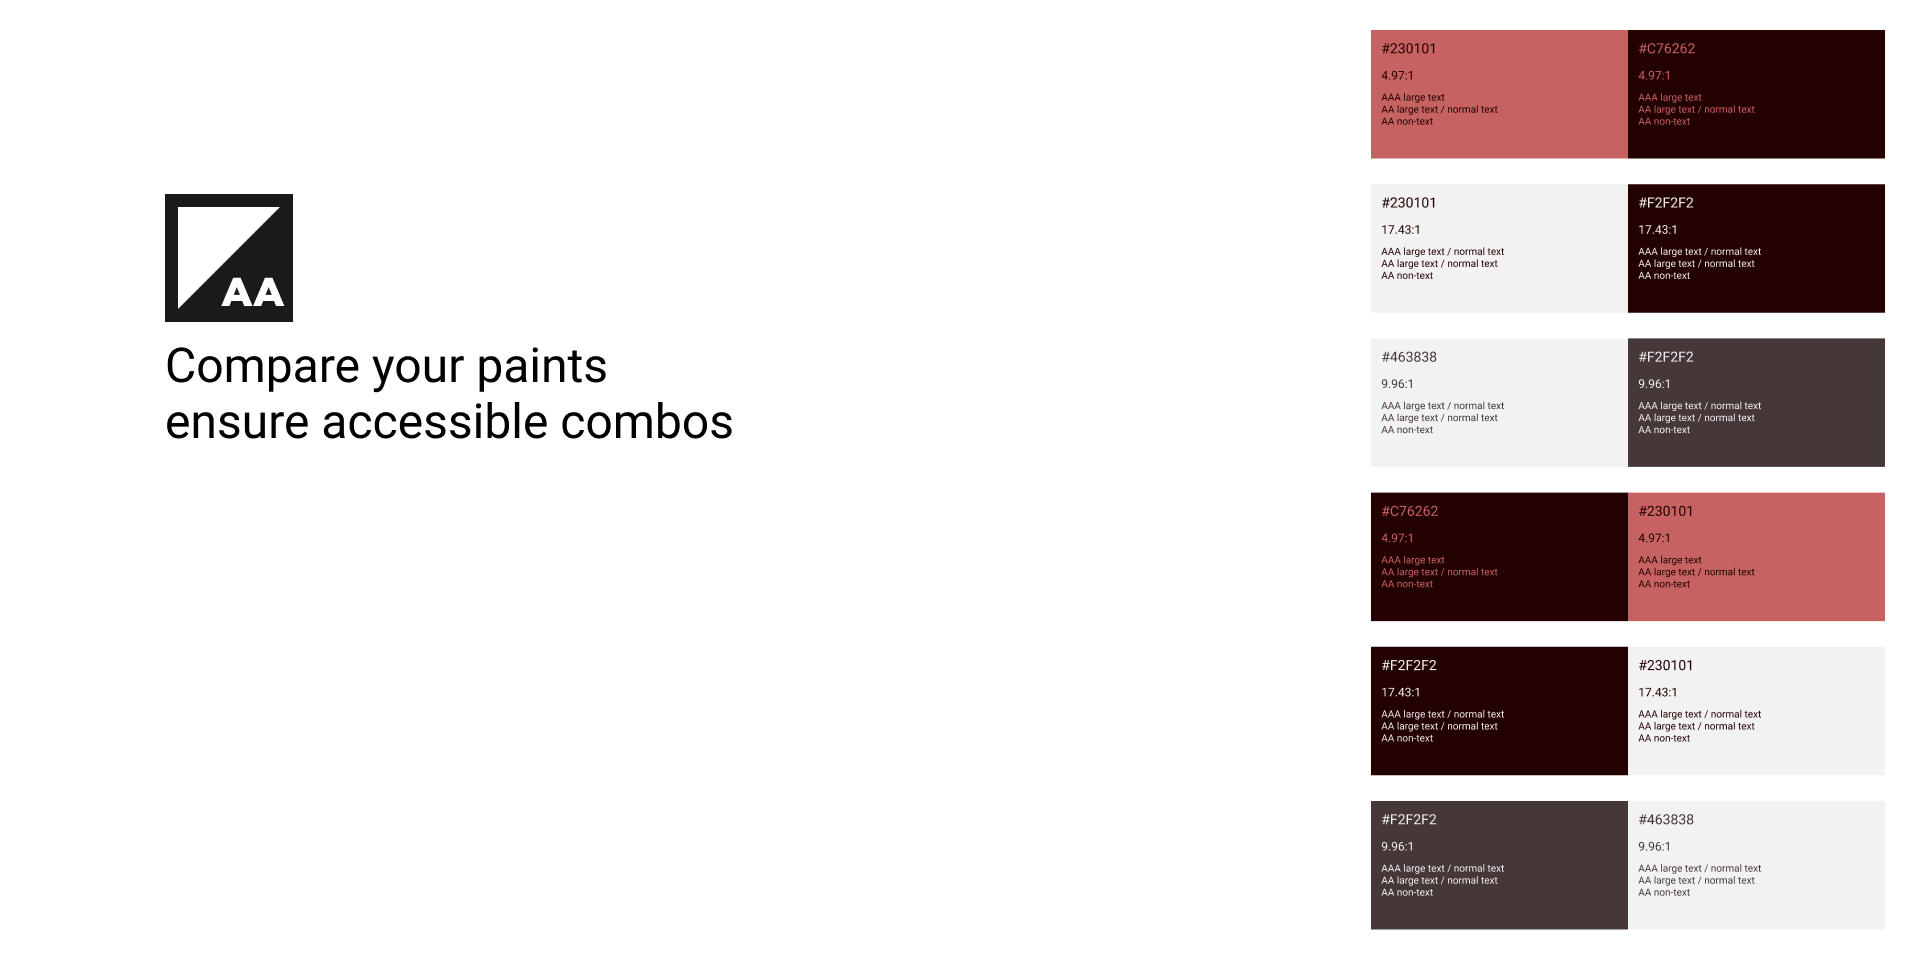 AA
Compare your paints
ensure accessible combos
#230101
4.97:1
AAA large text
AA large text / normal text
AA non-text
#C76262
4.97:1
AAA large text
AA large text / normal text
AA non-text
#230101
17.43:1
AAA large text / normal text
AA large text / normal text
AA non-text
#F2F2F2
17.43:1
AAA large text / normal text
AA large text / normal text
AA non-text
#463838
9.96:1
AAA large text / normal text
AA large text / normal text
AA non-text
#F2F2F2
9.96:1
AAA large text / normal text
AA large text / normal text
AA non-text
#C76262
4.97:1
AAA large text
AA large text / normal text
AA non-text
#230101
4.97:1
AAA large text
AA large text / normal text
AA non-text
#F2F2F2
17.43:1
AAA large text / normal text
AA large text / normal text
AA non-text
#230101
17.43:1
AAA large text / normal text
AA large text / normal text
AA non-text
#F2F2F2
9.96:1
AAA large text / normal text
AA large text / normal text
AA non-text
#463838
9.96:1
AAA large text / normal text
AA large text / normal text
AA non-text